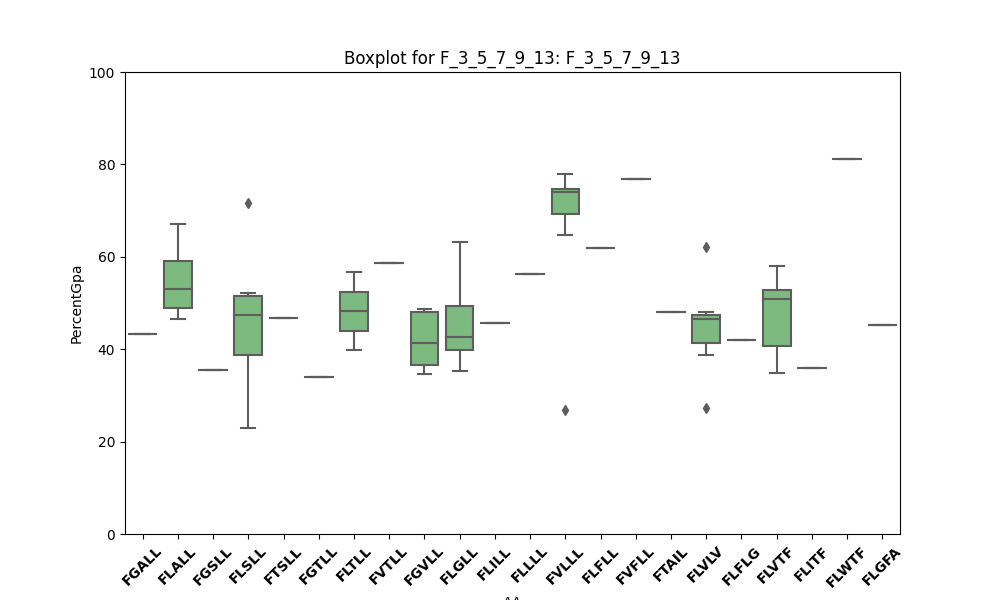 Boxplot for F_3_5_7_9_13: F_3_5_7_9_13
PercentGpa
100
80
60
40
20
0
FGALL
FLALL
FGSLL
FLSLL
FTSLL
FGTLL
FLTLL
FVTLL
FGVLL
FLGLL
FLILL
FLLLL
FVLLL
FLFLL
FVFLL
FTAIL
FLVLV
FLFLG
FLVTF
FLITF
FLWTF
FLGFA